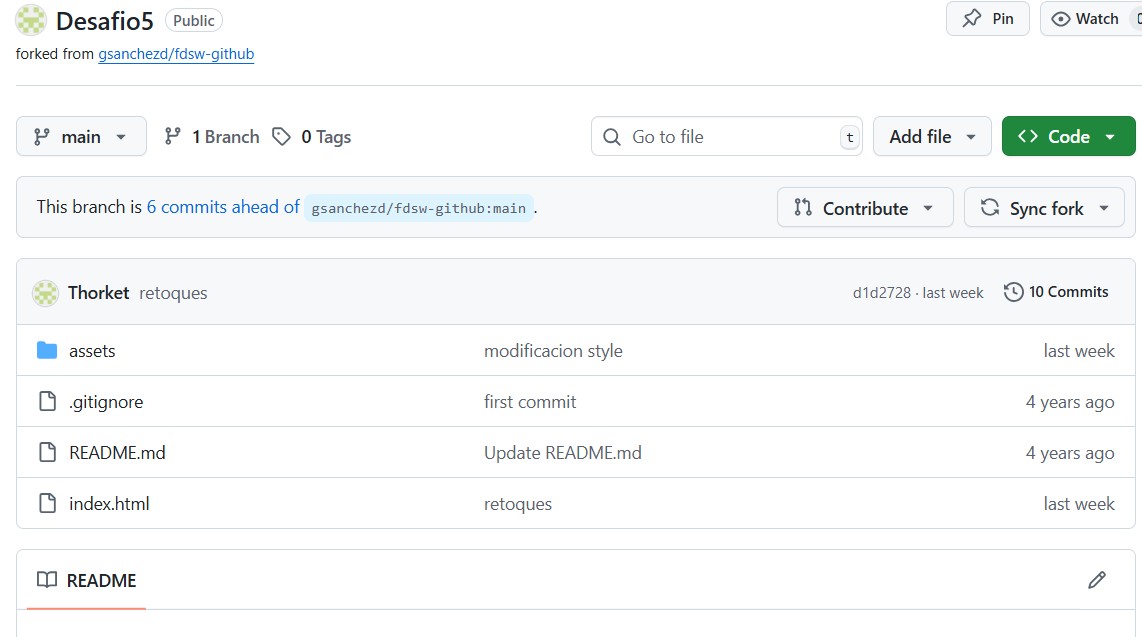 Desafio5 Public Pin Watch
forked from gsanchezd/fdsw-github
main 1 Branch 0 Tags Go to file t Add file Code
This branch is 6 commits ahead of gsanchezd/fdsw-github:main .
Contribute Sync fork
Thorket retoques d1d2728 · last week 10 Commits
assets modificacion style last week
.gitignore first commit 4 years ago
README.md Update README.md 4 years ago
index.html retoques last week
README